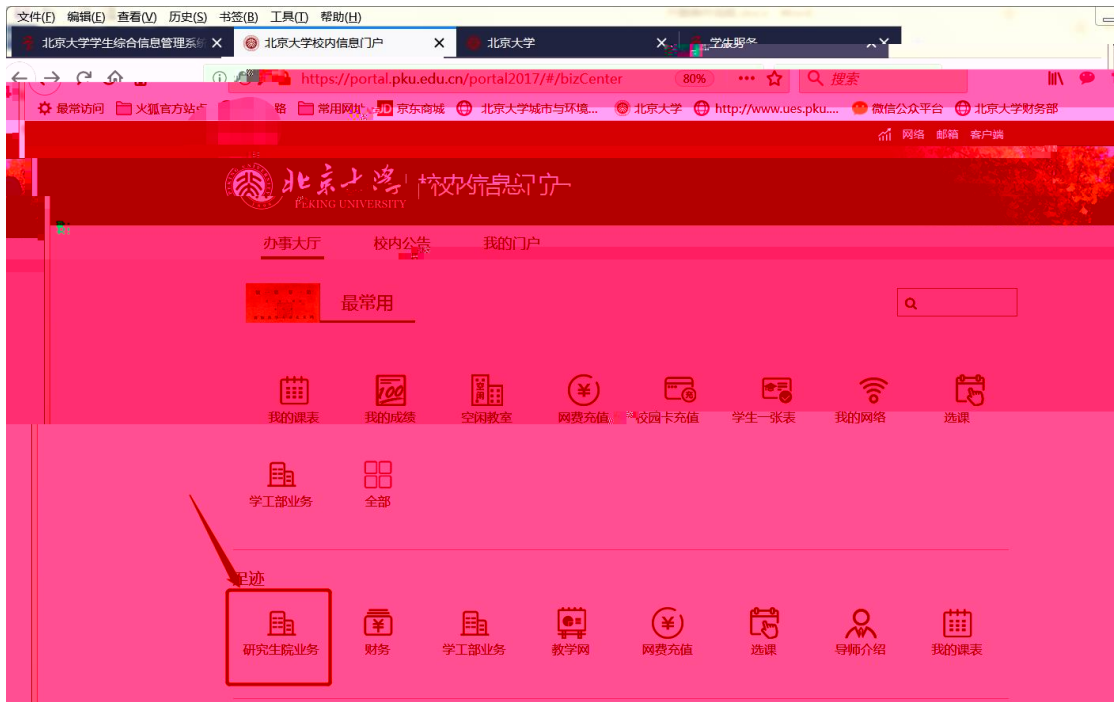 文件(F) 编辑(E) 查看(V) 历史(S) 书签(B) 工具(T) 帮助(H)
北京大学学生综合信息管理系统 北京大学校内信息门户 北京大学 学生服务
https://portal.pku.edu.cn/portal2017/#/bizCenter 80% 搜索
最常访问 火狐官方站点 常用网址 JD 京东商城 北京大学城市与环境... 北京大学 http://www.ues.pku.... 微信公众平台 北京大学财务部
网络 邮箱 客户端
北京大学 校内信息门户
PEKING UNIVERSITY
办事大厅 校内公告 我的门户
最常用
我的课表 我的成绩 空闲教室 网费充值 校园卡充值 学生一张表 我的网络 选课
学工部业务 全部
足迹
研究生院业务 财务 学工部业务 教学网 网费充值 选课 导师介绍 我的课表